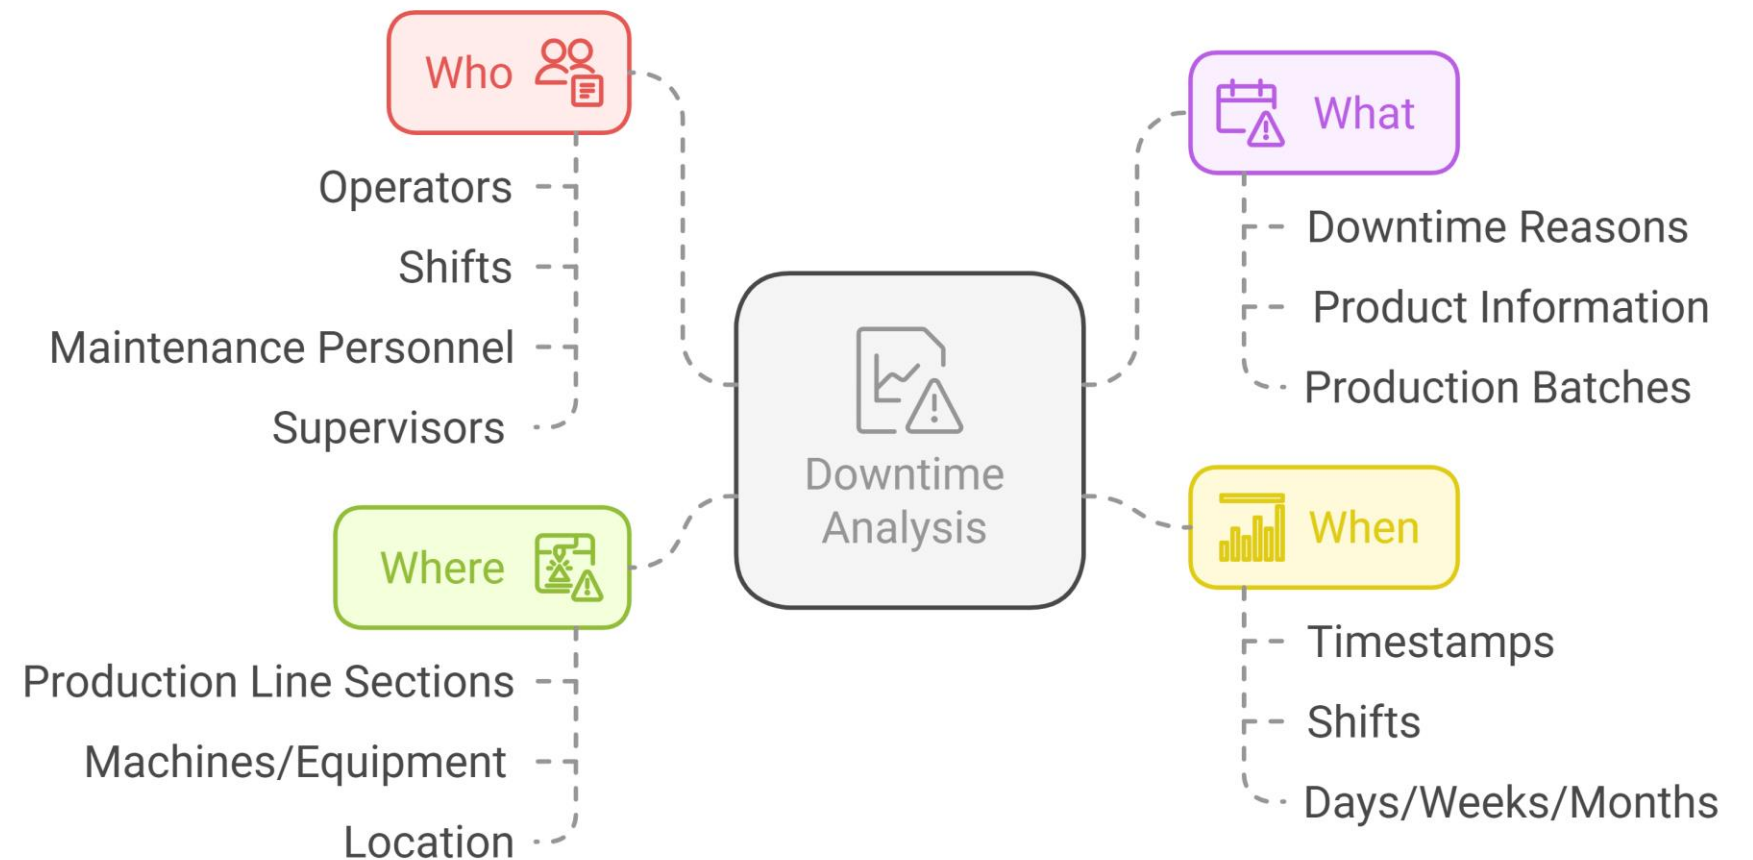 Who
Operators
Shifts
Maintenance Personnel
Supervisors
Where
Production Line Sections
Machines/Equipment
Location
Downtime
Analysis
What
Downtime Reasons
Product Information
Production Batches
When
Timestamps
Shifts
Days/Weeks/Months